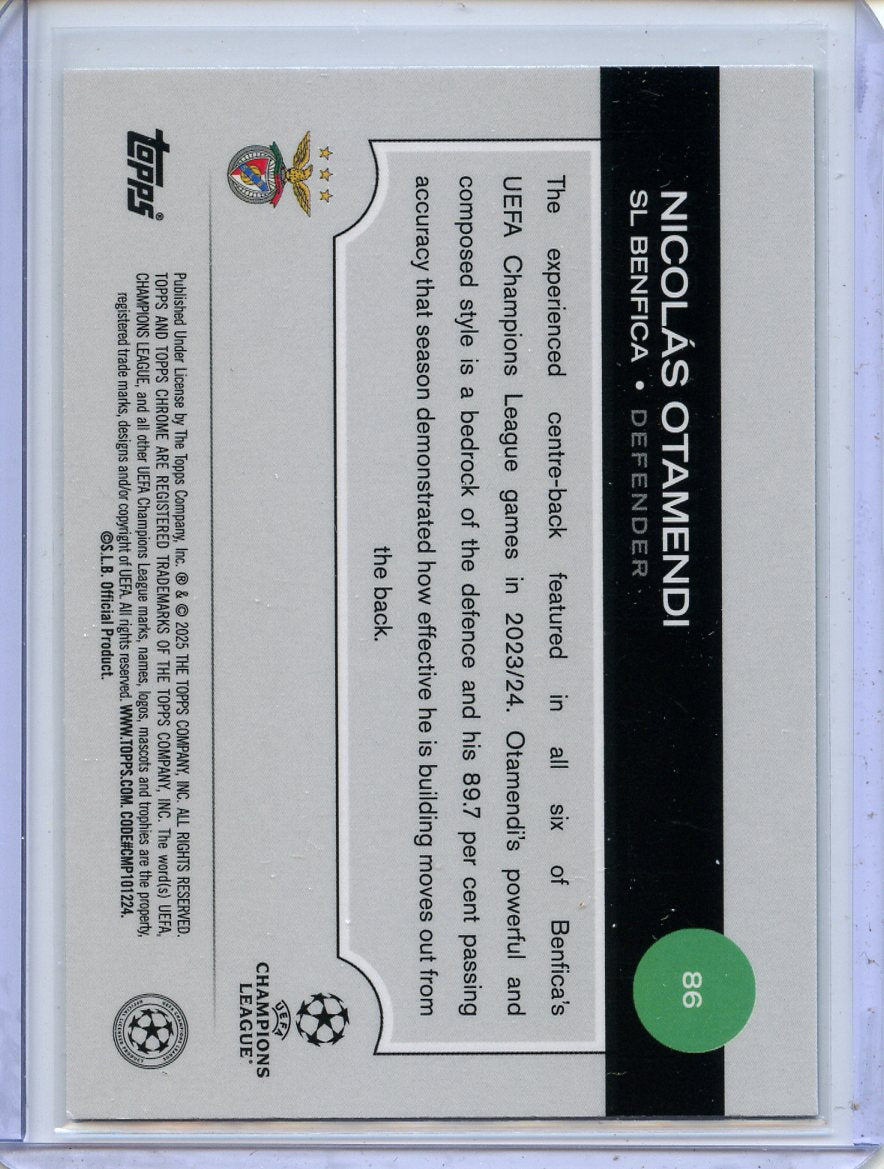 86
NICOLÁS OTAMENDI
SL BENFICA • DEFENDER
The experienced centre-back featured in all six of Benfica's
UEFA Champions League games in 2023/24. Otamendi's powerful and
composed style is a bedrock of the defence and his 89.7 per cent passing
accuracy that season demonstrated how effective he is building moves out from
the back.
UEFA
CHAMPIONS
LEAGUE®
topps®
Published Under License by The Topps Company, Inc. ® & © 2025 THE TOPPS COMPANY, INC. ALL RIGHTS RESERVED.
TOPPS AND TOPPS CHROME ARE REGISTERED TRADEMARKS OF THE TOPPS COMPANY, INC. The word(s) UEFA,
CHAMPIONS LEAGUE, and all other UEFA Champions League marks, names, logos, mascots and trophies are the property,
registered trade marks, designs and/or copyright of UEFA. All rights reserved. WWW.TOPPS.COM. CODE#CMP101224.
©S.L.B. Official Product.